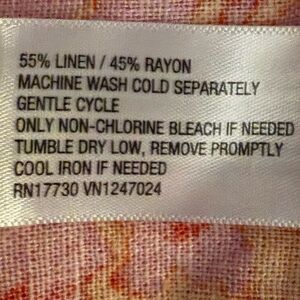 55% LINEN / 45% RAYON
MACHINE WASH COLD SEPARATELY
GENTLE CYCLE
ONLY NON-CHLORINE BLEACH IF NEEDED
TUMBLE DRY LOW, REMOVE PROMPTLY
COOL IRON IF NEEDED
RN17730 VN1247024